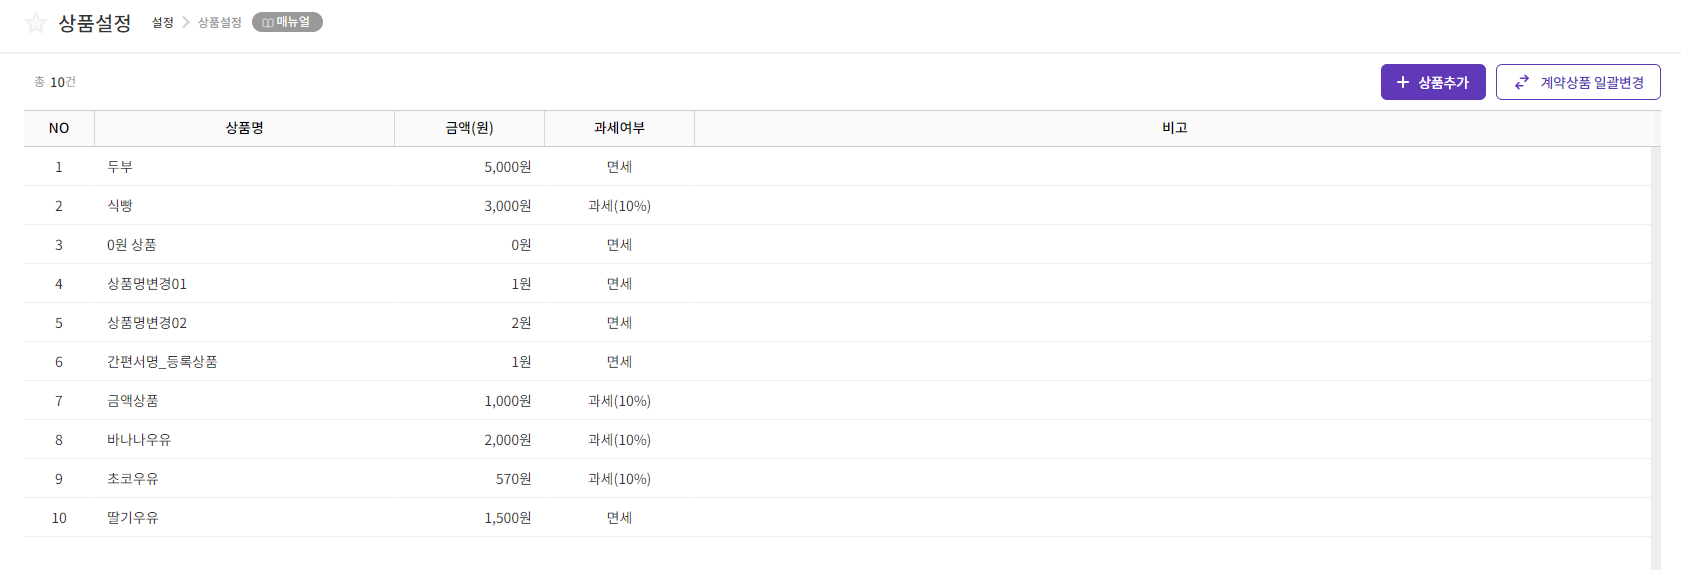 상품설정 설정 상품설정 매뉴얼
총 10건 상품추가 계약상품 일괄변경
NO 상품명 금액(원) 과세여부 비고
1 두부 5,000원 면세
2 식빵 3,000원 과세(10%)
3 0원 상품 0원 면세
4 상품명변경01 1원 면세
5 상품명변경02 2원 면세
6 간편서명_등록상품 1원 면세
7 금액상품 1,000원 과세(10%)
8 바나나우유 2,000원 과세(10%)
9 초코우유 570원 과세(10%)
10 딸기우유 1,500원 면세